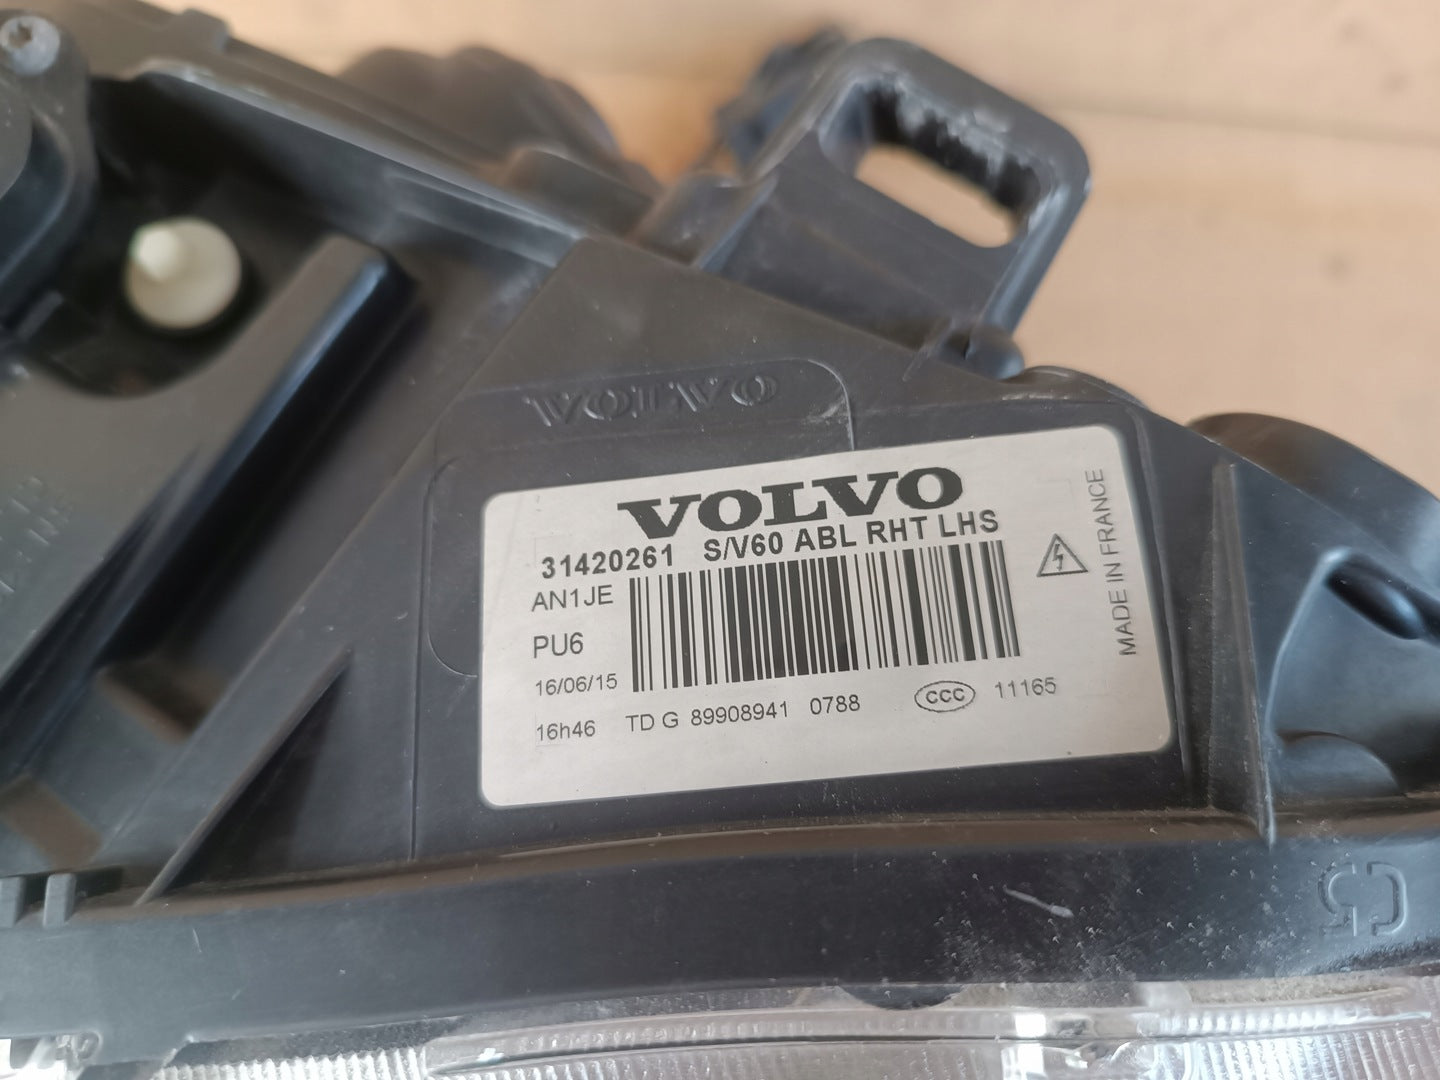 VOLVO
VOLVO
31420261 S/V60 ABL RHT LHS
AN1JE
PU6
16/06/15
16h46 TD G 89908941 0788 CCC 11165
MADE IN FRANCE